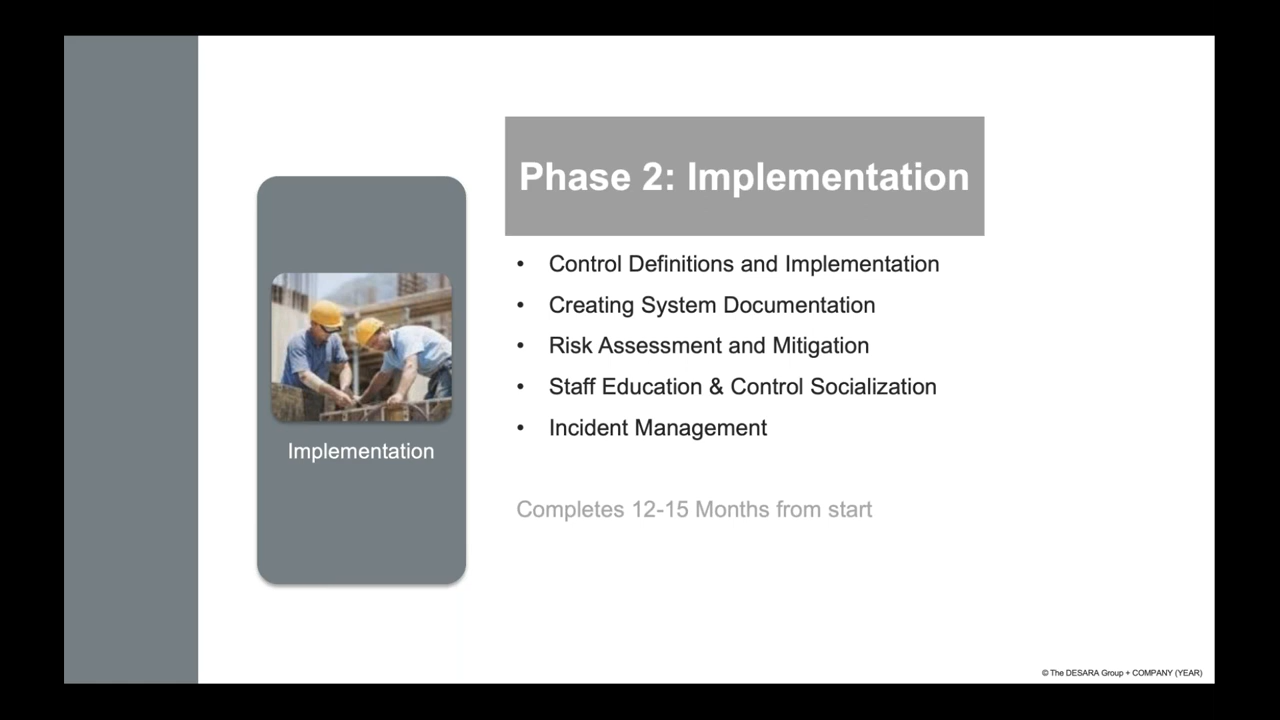 Phase 2: Implementation
• Control Definitions and Implementation
• Creating System Documentation
• Risk Assessment and Mitigation
• Staff Education & Control Socialization
• Incident Management
Implementation
Completes 12-15 Months from start
© The DESARA Group + COMPANY (YEAR)